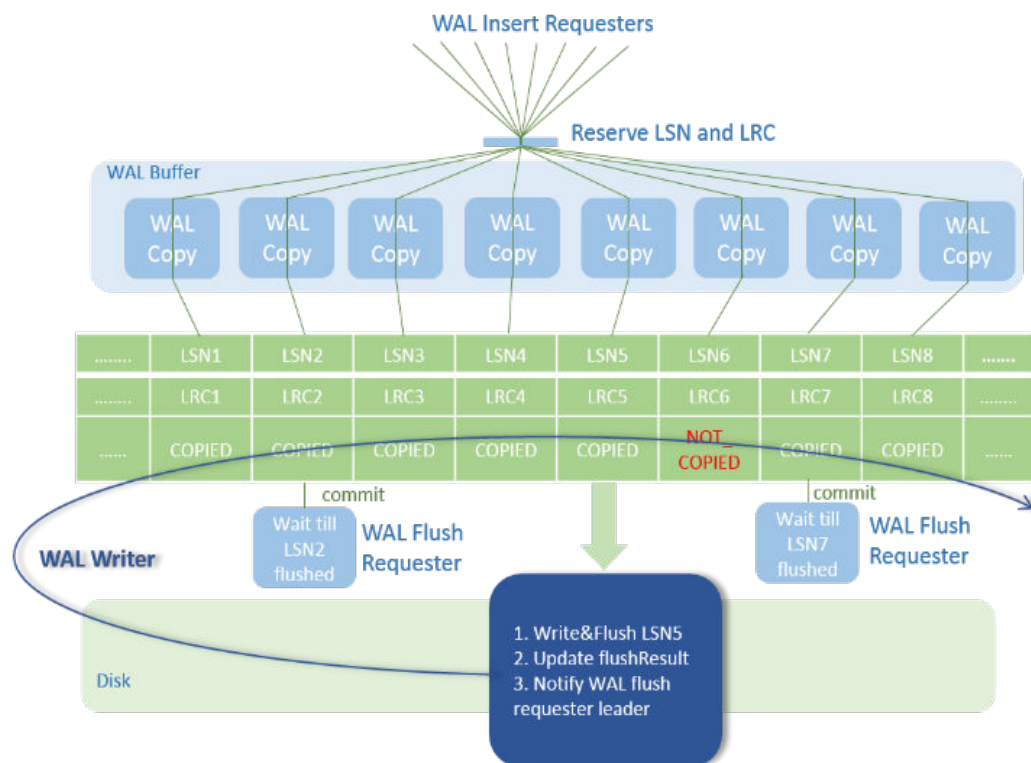 WAL Insert Requesters
Reserve LSN and LRC
WAL Buffer
WAL
Copy
WAL
Copy
WAL
Copy
WAL
Copy
WAL
Copy
WAL
Copy
WAL
Copy
WAL
Copy
........ LSN1 LSN2 LSN3 LSN4 LSN5 LSN6 LSN7 LSN8 .......
........ LRC1 LRC2 LRC3 LRC4 LRC5 LRC6 LRC7 LRC8 .......
...... COPIED COPIED COPIED COPIED COPIED NOT_
COPIED COPIED COPIED ......
commit
Wait till
LSN2
flushed
WAL Flush
Requester
commit
Wait till
LSN7
flushed
WAL Flush
Requester
WAL Writer
Disk
1. Write&Flush LSN5
2. Update flushResult
3. Notify WAL flush
requester leader